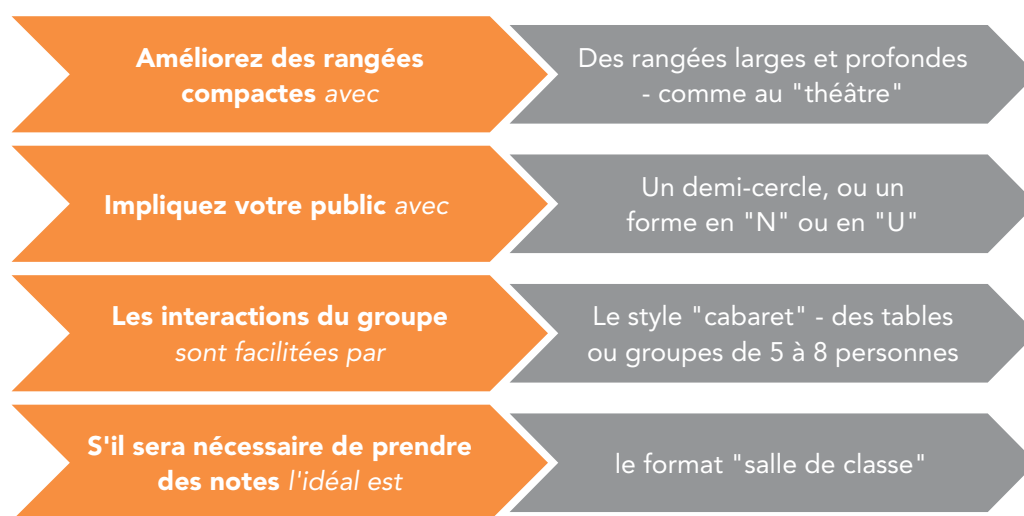 Améliorez des rangées
compactes avec
Des rangées larges et profondes
- comme au "théâtre"
Impliquez votre public avec
Un demi-cercle, ou un
forme en "N" ou en "U"
Les interactions du groupe
sont facilitées par
Le style "cabaret" - des tables
ou groupes de 5 à 8 personnes
S'il sera nécessaire de prendre
des notes l'idéal est
le format "salle de classe"